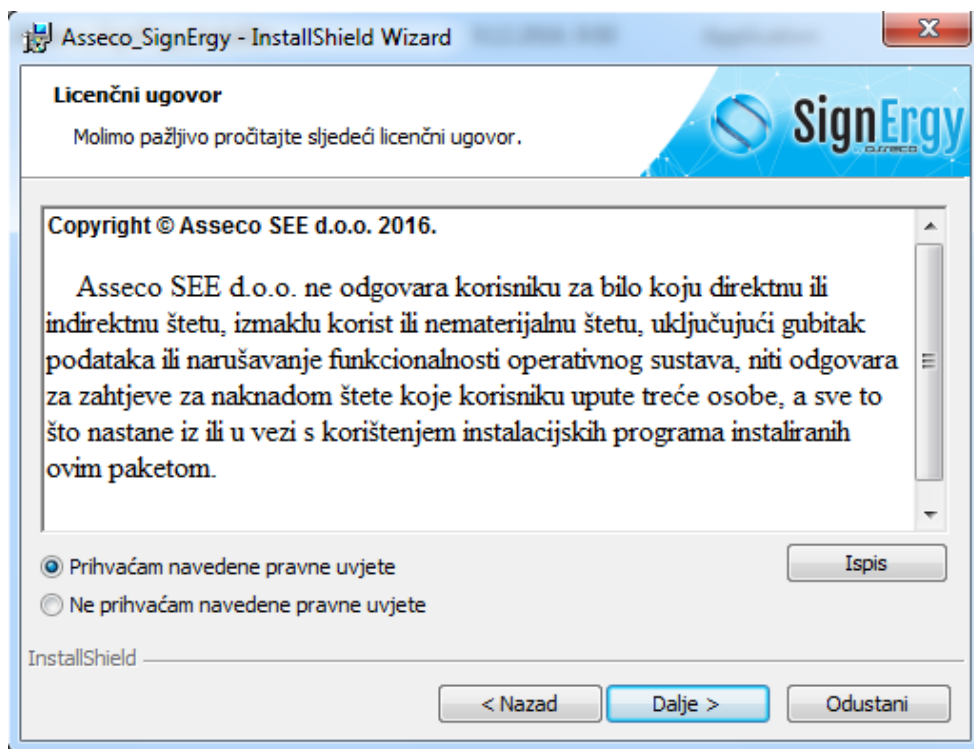 Asseco_SignErgy - InstallShield Wizard
Licenčni ugovor
Molimo pažljivo pročitajte sljedeći licenčni ugovor.
SignErgy
by asseco
Copyright © Asseco SEE d.o.o. 2016.
Asseco SEE d.o.o. ne odgovara korisniku za bilo koju direktnu ili
indirektnu štetu, izmaklu korist ili nematerijalnu štetu, uključujući gubitak
podataka ili narušavanje funkcionalnosti operativnog sustava, niti odgovara
za zahtjeve za naknadom štete koje korisniku upute treće osobe, a sve to
što nastane iz ili u vezi s korištenjem instalacijskih programa instaliranih
ovim paketom.
Prihvaćam navedene pravne uvjete
Ispis
Ne prihvaćam navedene pravne uvjete
InstallShield
< Nazad
Dalje >
Odustani